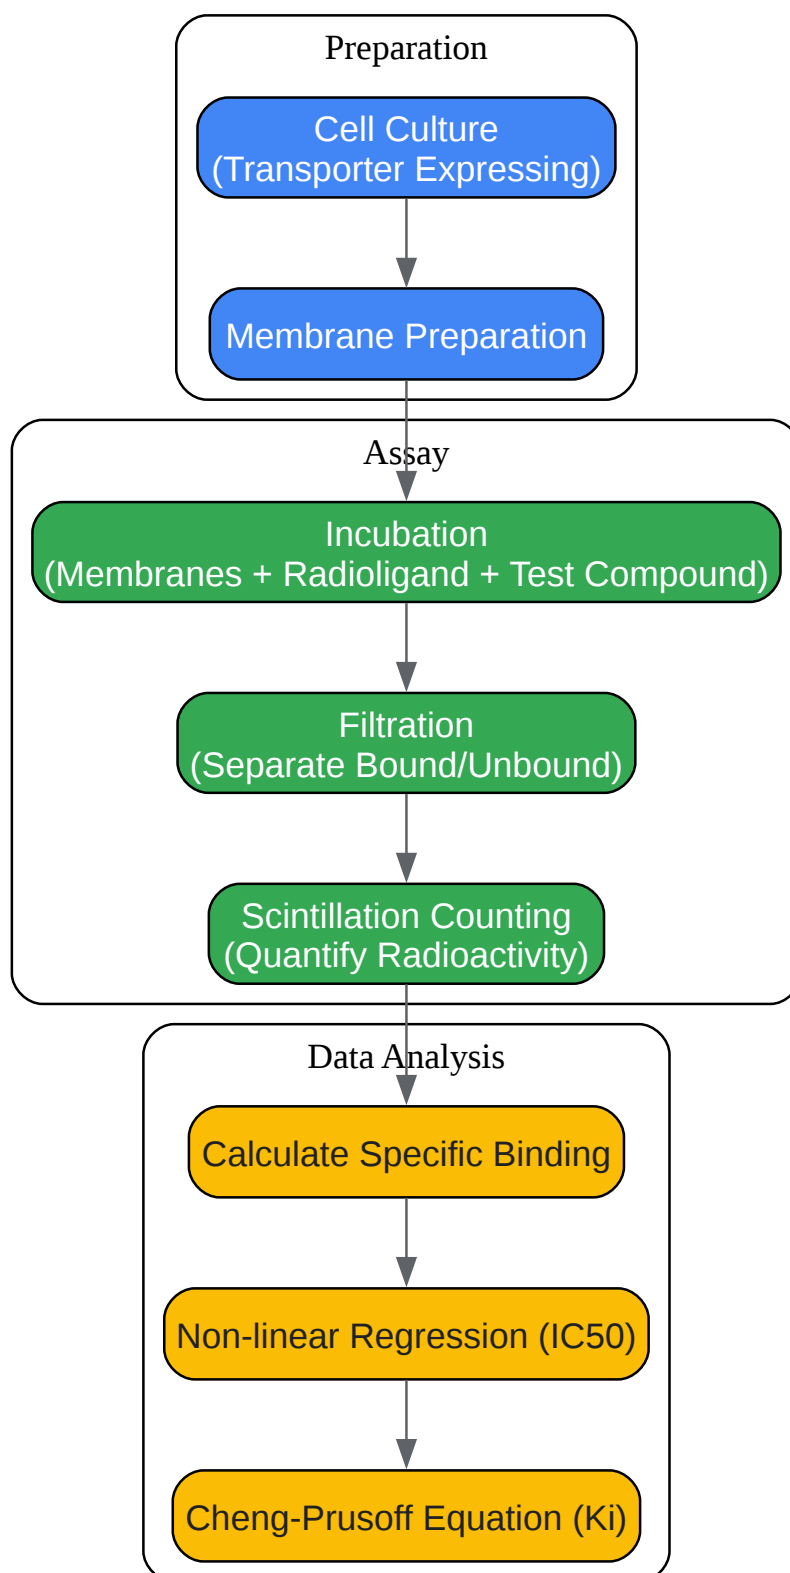 Preparation
Cell Culture
(Transporter Expressing)
Membrane Preparation
Assay
Incubation
(Membranes + Radioligand + Test Compound)
Filtration
(Separate Bound/Unbound)
Scintillation Counting
(Quantify Radioactivity)
Data Analysis
Calculate Specific Binding
Non-linear Regression (IC50)
Cheng-Prusoff Equation (Ki)